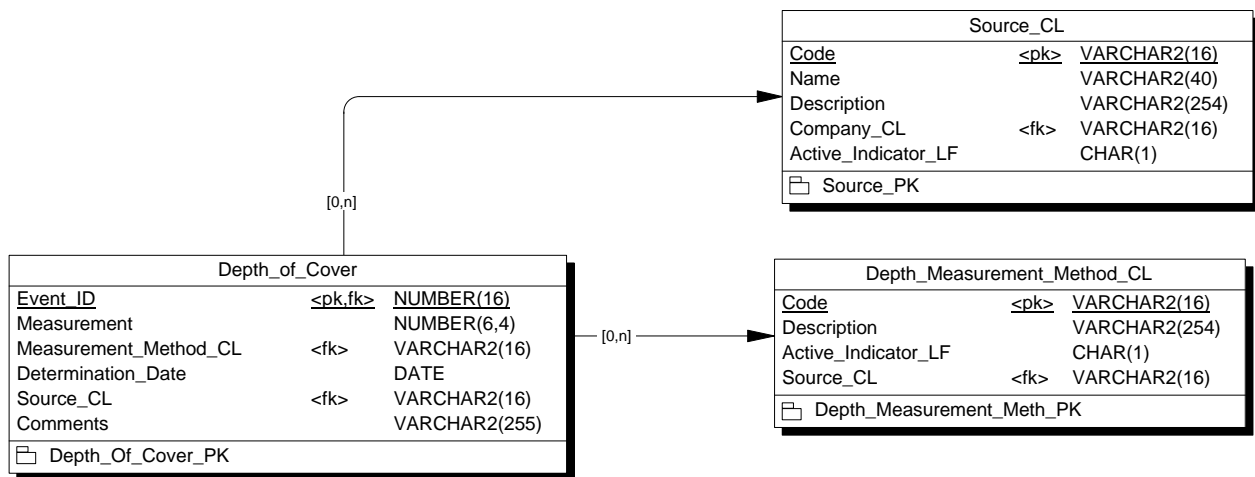 Source_CL
Code <pk> VARCHAR2(16)
Name VARCHAR2(40)
Description VARCHAR2(254)
Company_CL <fk> VARCHAR2(16)
Active_Indicator_LF CHAR(1)
Source_PK
[0,n]
Depth_of_Cover
Event_ID <pk,fk> NUMBER(16)
Measurement NUMBER(6,4)
Measurement_Method_CL <fk> VARCHAR2(16)
Determination_Date DATE
Source_CL <fk> VARCHAR2(16)
Comments VARCHAR2(255)
Depth_Of_Cover_PK
[0,n]
Depth_Measurement_Method_CL
Code <pk> VARCHAR2(16)
Description VARCHAR2(254)
Active_Indicator_LF CHAR(1)
Source_CL <fk> VARCHAR2(16)
Depth_Measurement_Meth_PK